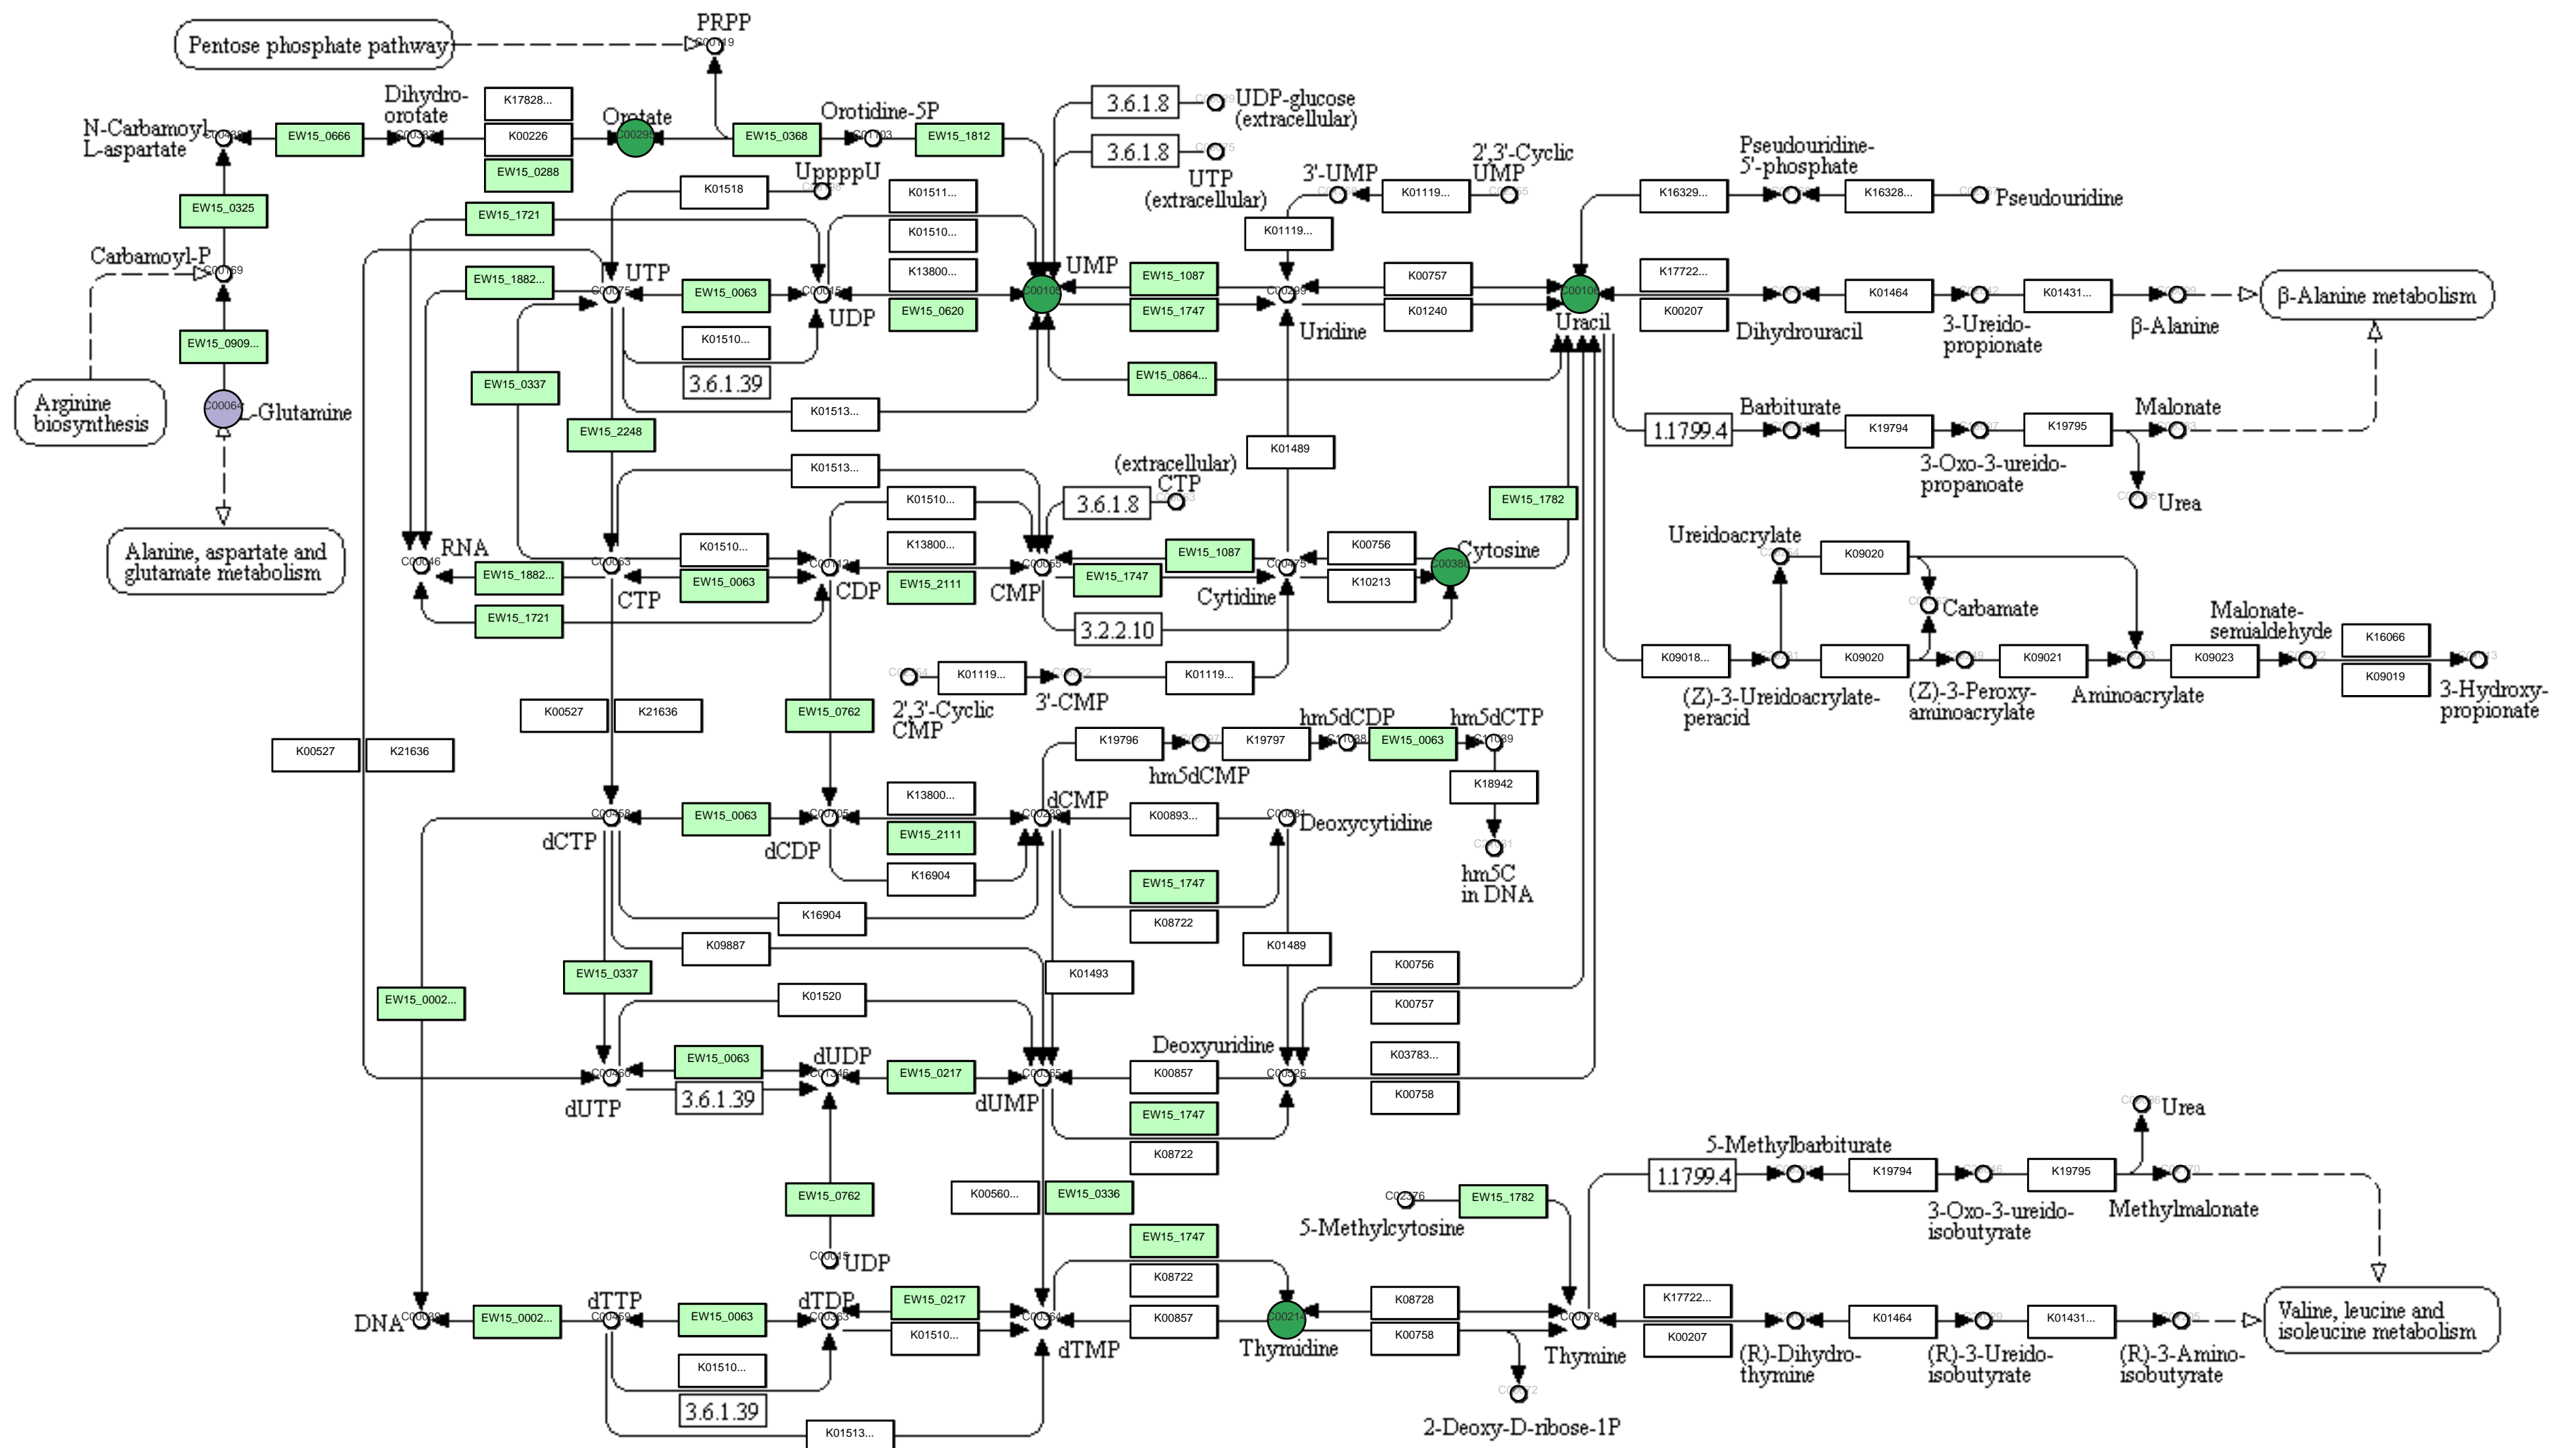 PRPP
Pentose phosphate pathway
Dihydro-
orotate
K17828...
Orotate
Orotidine-5P
3.6.1.8
UDP-glucose
(extracellular)
N-Carbamoyl
L-aspartate
EW15_0666
K00226
EW15_0368
EW15_1812
EW15_0288
3.6.1.8
UTP
(extracellular)
UppppU
K01518
K01511...
3'-UMP
K01119...
2',3'-Cyclic
UMP
Pseudouridine-
5'-phosphate
K16329...
K16328...
Pseudouridine
EW15_0325
EW15_1721
K01510...
K01119...
Carbamoyl-P
EW15_1882...
UTP
EW15_0063
UDP
K13800...
EW15_0620
UMP
EW15_1087
EW15_1747
Uridine
K00757
K01240
Uracil
K17722...
K00207
Dihydrouracil
K01464
3-Ureido-
propionate
K01431...
β-Alanine
β-Alanine metabolism
EW15_0909...
K01510...
3.6.1.39
EW15_0337
EW15_0864...
K01513...
Arginine
biosynthesis
L-Glutamine
EW15_2248
1.1799.4
Barbiturate
K19794
3-Oxo-3-ureido-
propanoate
K19795
Malonate
Urea
K01489
K01513...
(extracellular)
CTP
3.6.1.8
K01510...
EW15_1782
Alanine, aspartate and
glutamate metabolism
RNA
EW15_1882...
EW15_1721
CTP
K01510...
EW15_0063
CDP
K13800...
EW15_2111
CMP
EW15_1087
EW15_1747
Cytidine
K00756
K10213
Cytosine
3.2.2.10
Ureidoacrylate
K09020
Carbamate
K09018...
(Z)-3-Ureidoacrylate-
peracid
K09020
(Z)-3-Peroxy-
aminoacrylate
K09021
Aminoacrylate
K09023
Malonate-
semialdehyde
K16066
K09019
3-Hydroxy-
propionate
2',3'-Cyclic
CMP
K01119...
3'-CMP
K01119...
K00527
K21636
EW15_0762
K00527
K21636
K19796
hm5dCMP
K19797
hm5dCDP
EW15_0063
hm5dCTP
K18942
hm5C
in DNA
dCTP
EW15_0063
dCDP
K13800...
EW15_2111
K16904
dCMP
K00893...
Deoxycytidine
EW15_1747
K08722
K16904
K09887
K01493
K01489
EW15_0337
EW15_0002...
K01520
K00756
K00757
dUTP
EW15_0063
3.6.1.39
dUDP
EW15_0217
dUMP
K00857
Deoxyuridine
K03783...
K00758
EW15_1747
K08722
EW15_0762
UDP
K00560...
EW15_0336
C02376
5-Methylcytosine
EW15_1782
1.1799.4
5-Methylbarbiturate
K19794
3-Oxo-3-ureido-
isobutyrate
K19795
Urea
Methylmalonate
EW15_1747
K08722
DNA
EW15_0002...
dTTP
EW15_0063
dTDP
EW15_0217
K01510...
dTMP
K00857
Thymidine
K08728
K00758
Thymine
K17722...
K00207
(R)-Dihydro-
thymine
K01464
(R)-3-Ureido-
isobutyrate
K01431...
(R)-3-Amino-
isobutyrate
Valine, leucine and
isoleucine metabolism
K01510...
3.6.1.39
K01513...
2-Deoxy-D-ribose-1P